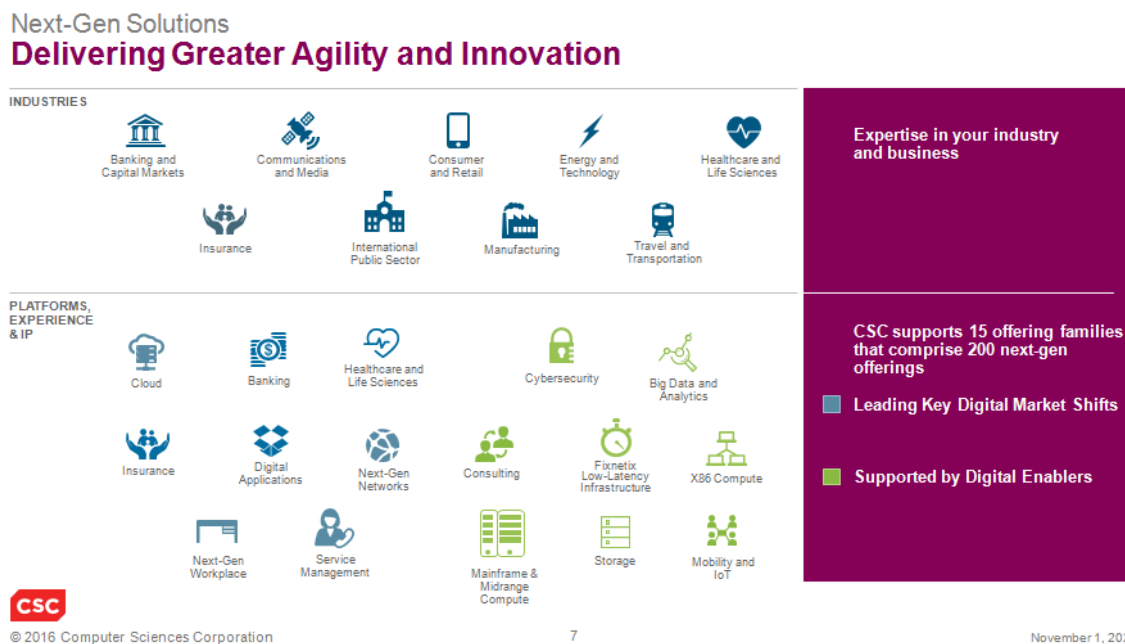 Next-Gen Solutions
Delivering Greater Agility and Innovation
INDUSTRIES
Banking and
Capital Markets
Communications
and Media
Consumer
and Retail
Energy and
Technology
Healthcare and
Life Sciences
Insurance
International
Public Sector
Manufacturing
Travel and
Transportation
Expertise in your industry
and business
PLATFORMS,
EXPERIENCE
& IP
Cloud
Banking
Healthcare and
Life Sciences
Cybersecurity
Big Data and
Analytics
Insurance
Digital
Applications
Next-Gen
Networks
Consulting
Fixnetix
Low-Latency
Infrastructure
X86 Compute
Next-Gen
Workplace
Service
Management
Mainframe &
Midrange
Compute
Storage
Mobility and
IoT
CSC supports 15 offering families
that comprise 200 next-gen
offerings
Leading Key Digital Market Shifts
Supported by Digital Enablers
CSC
© 2016 Computer Sciences Corporation
7
November 1,